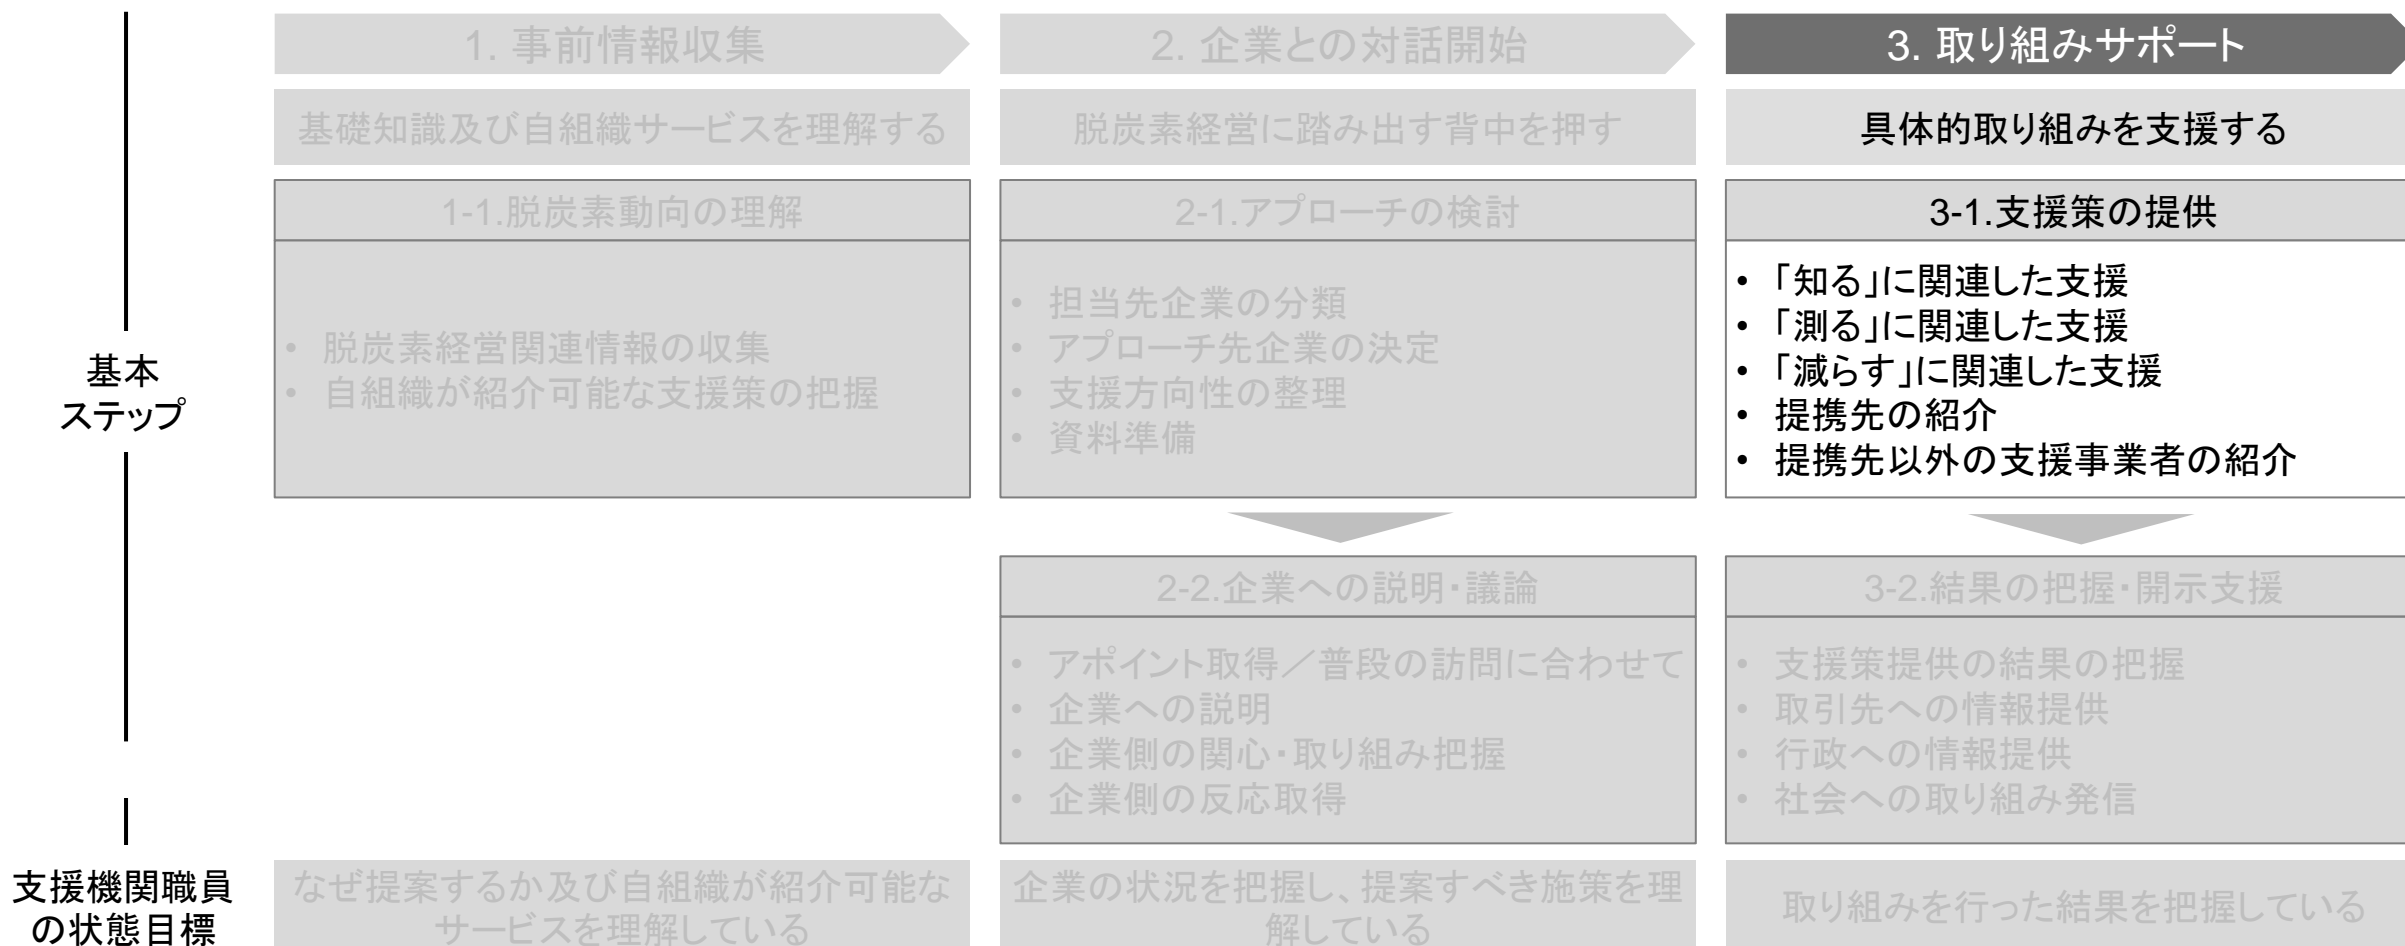 1. 事前情報収集
2. 企業との対話開始
3. 取り組みサポート
基礎知識及び自組織サービスを理解する
脱炭素経営に踏み出す背中を押す
具体的取り組みを支援する
基本
ステップ
1-1.脱炭素動向の理解
• 脱炭素経営関連情報の収集
• 自組織が紹介可能な支援策の把握
2-1.アプローチの検討
• 担当先企業の分類
• アプローチ先企業の決定
• 支援方向性の整理
• 資料準備
3-1.支援策の提供
• 「知る」に関連した支援
• 「測る」に関連した支援
• 「減らす」に関連した支援
• 提携先の紹介
• 提携先以外の支援事業者の紹介
2-2.企業への説明・議論
• アポイント取得／普段の訪問に合わせて
• 企業への説明
• 企業側の関心・取り組み把握
• 企業側の反応取得
3-2.結果の把握・開示支援
• 支援策提供の結果の把握
• 取引先への情報提供
• 行政への情報提供
• 社会への取り組み発信
支援機関職員
の状態目標
なぜ提案するか及び自組織が紹介可能な
サービスを理解している
企業の状況を把握し、提案すべき施策を理
解している
取り組みを行った結果を把握している